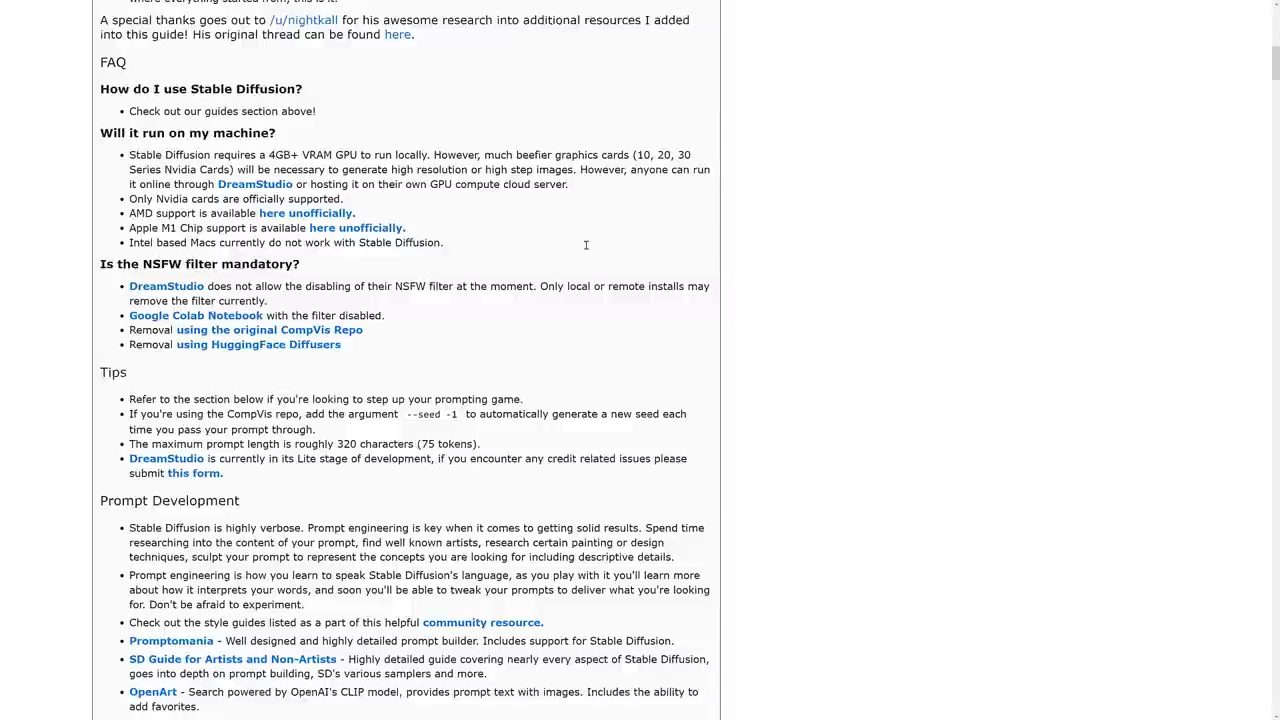 A special thanks goes out to /u/nightkall for his awesome research into additional resources I added
into this guide! His original thread can be found here.
FAQ
How do I use Stable Diffusion?
• Check out our guides section above!
Will it run on my machine?
• Stable Diffusion requires a 4GB+ VRAM GPU to run locally. However, much beefier graphics cards (10, 20, 30
Series Nvidia Cards) will be necessary to generate high resolution or high step images. However, anyone can run
it online through DreamStudio or hosting it on their own GPU compute cloud server.
• Only Nvidia cards are officially supported.
• AMD support is available here unofficially.
• Apple M1 Chip support is available here unofficially.
• Intel based Macs currently do not work with Stable Diffusion.
Is the NSFW filter mandatory?
• DreamStudio does not allow the disabling of their NSFW filter at the moment. Only local or remote installs may
remove the filter currently.
• Google Colab Notebook with the filter disabled.
• Removal using the original CompVis Repo
• Removal using HuggingFace Diffusers
Tips
• Refer to the section below if you're looking to step up your prompting game.
• If you're using the CompVis repo, add the argument --seed -1 to automatically generate a new seed each
time you pass your prompt through.
• The maximum prompt length is roughly 320 characters (75 tokens).
• DreamStudio is currently in its Lite stage of development, if you encounter any credit related issues please
submit this form.
Prompt Development
• Stable Diffusion is highly verbose. Prompt engineering is key when it comes to getting solid results. Spend time
researching into the content of your prompt, find well known artists, research certain painting or design
techniques, sculpt your prompt to represent the concepts you are looking for including descriptive details.
• Prompt engineering is how you learn to speak Stable Diffusion's language, as you play with it you'll learn more
about how it interprets your words, and soon you'll be able to tweak your prompts to deliver what you're looking
for. Don't be afraid to experiment.
• Check out the style guides listed as a part of this helpful community resource.
• Promptomania - Well designed and highly detailed prompt builder. Includes support for Stable Diffusion.
• SD Guide for Artists and Non-Artists - Highly detailed guide covering nearly every aspect of Stable Diffusion,
goes into depth on prompt building, SD's various samplers and more.
• OpenArt - Search powered by OpenAI's CLIP model, provides prompt text with images. Includes the ability to
add favorites.